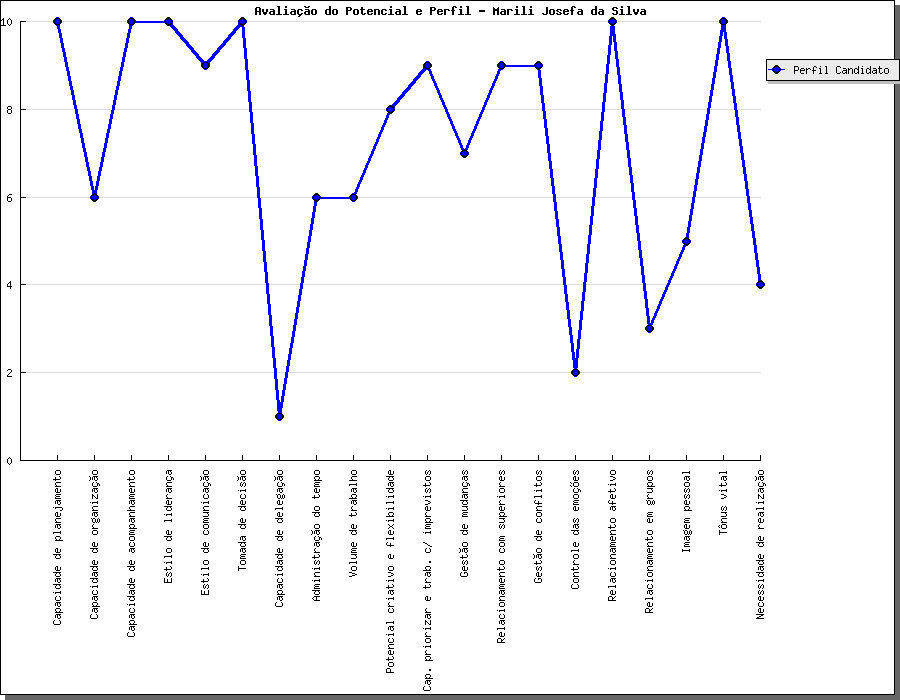 Avaliação do Potencial e Perfil - Marili Josefa da Silva
10
8
6
4
2
0
Perfil Candidato
Capacidade de planejamento
Capacidade de organização
Capacidade de acompanhamento
Estilo de liderança
Estilo de comunicação
Tomada de decisão
Capacidade de delegação
Administração do tempo
Volume de trabalho
Potencial criativo e flexibilidade
Cap. priorizar e trab. c/ imprevistos
Gestão de mudanças
Relacionamento com superiores
Gestão de conflitos
Controle das emoções
Relacionamento afetivo
Relacionamento em grupos
Imagem pessoal
Tônus vital
Necessidade de realização